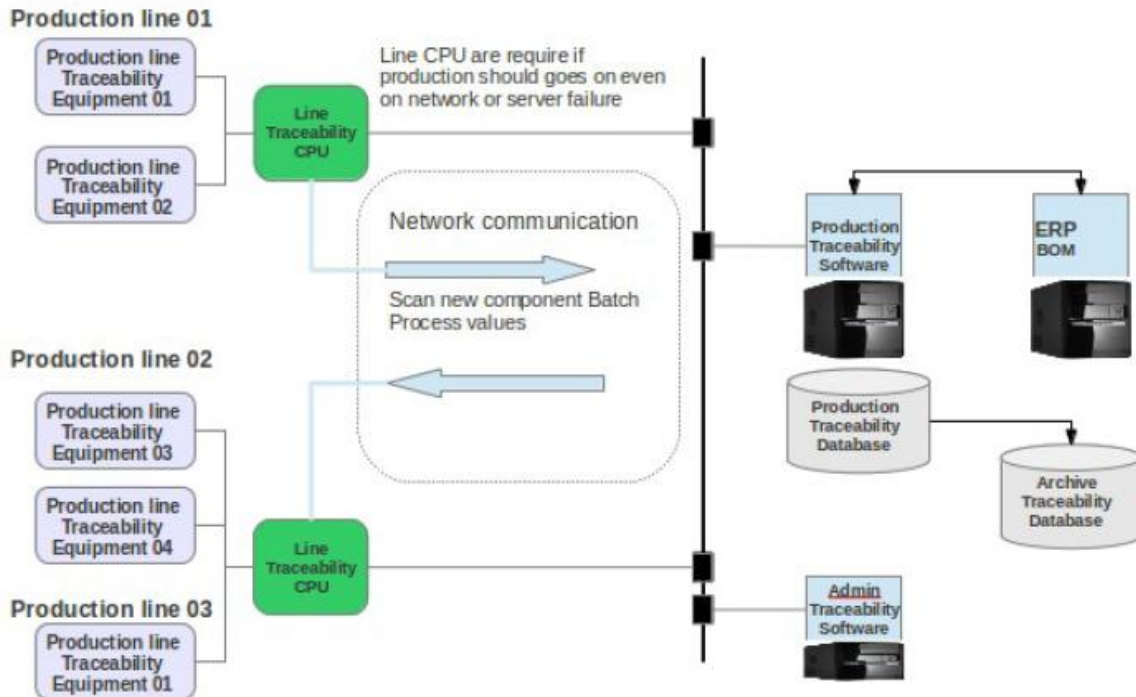 Production line 01
Production line
Traceability
Equipment 01
Production line
Traceability
Equipment 02
Line
Traceability
CPU
Line CPU are require if
production should goes on even
on network or server failure
Network communication
Scan new component Batch
Process values
Production
Traceability
Software
ERP
BOM
Production
Traceability
Database
Archive
Traceability
Database
Production line 02
Production line
Traceability
Equipment 03
Production line
Traceability
Equipment 04
Line
Traceability
CPU
Production line 03
Production line
Traceability
Equipment 01
Admin
Traceability
Software